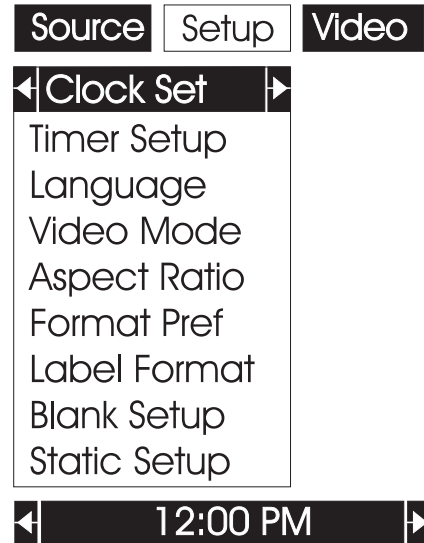 Source Setup Video
Clock Set
Timer Setup
Language
Video Mode
Aspect Ratio
Format Pref
Label Format
Blank Setup
Static Setup
12:00 PM